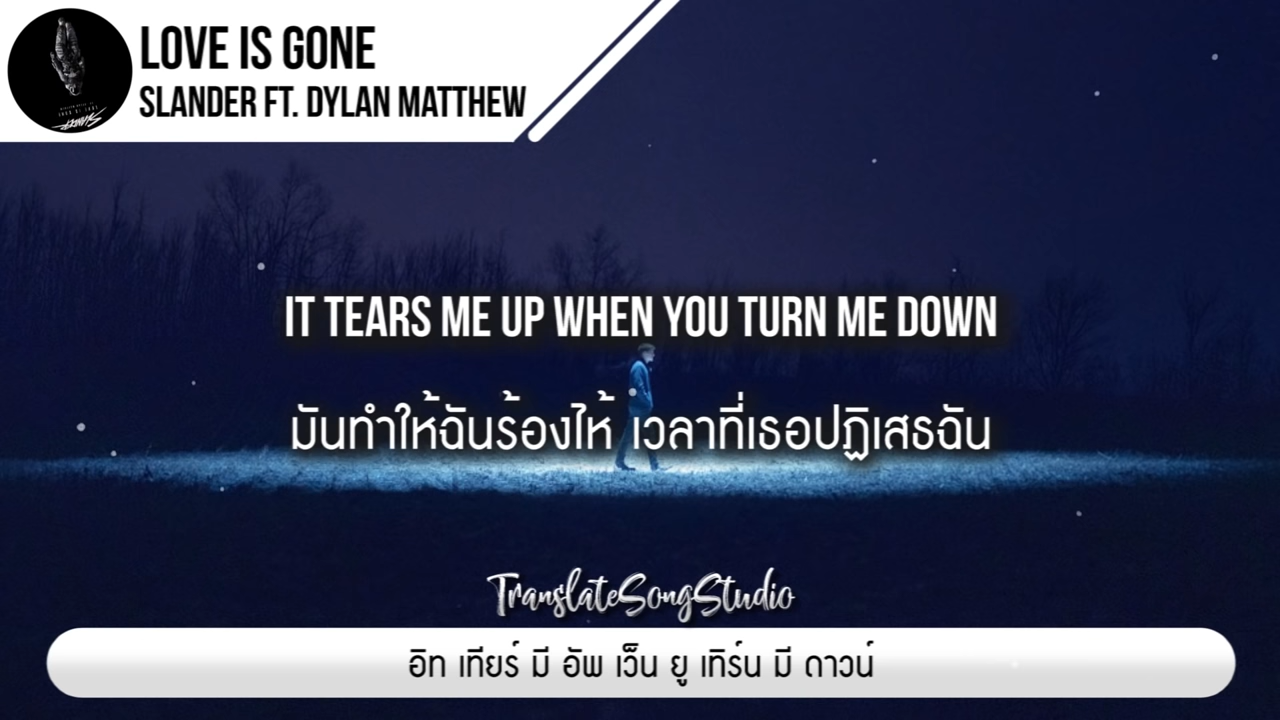 LOVE IS GONE
SLANDER FT. DYLAN MATTHEW
IT TEARS ME UP WHEN YOU TURN ME DOWN
มันทำให้ฉันร้องไห้ เวลาที่เธอปฏิเสธฉัน
TranslateSongStudio
อิท เทียร์ มี อัพ เว็น ยู เทิร์น มี ดาวน์